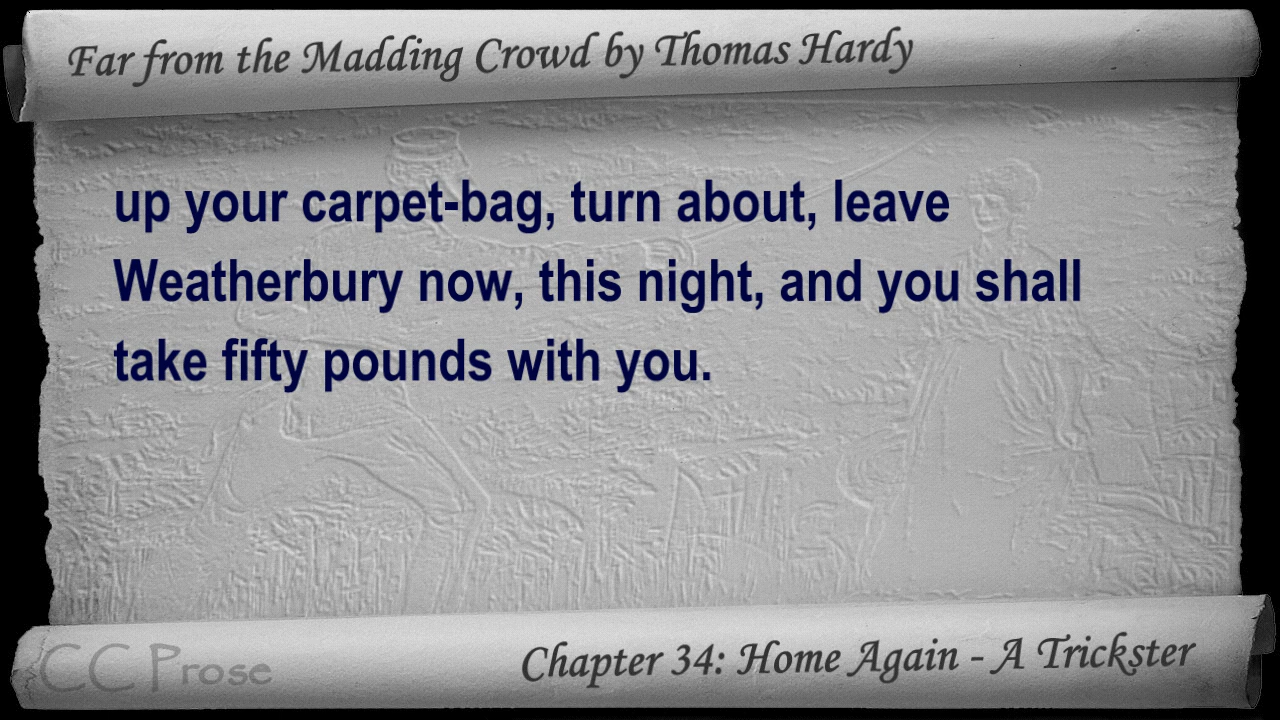 Far from the Madding Crowd by Thomas Hardy
up your carpet-bag, turn about, leave
Weatherbury now, this night, and you shall
take fifty pounds with you.
CC Prose
Chapter 34: Home Again - A Trickster